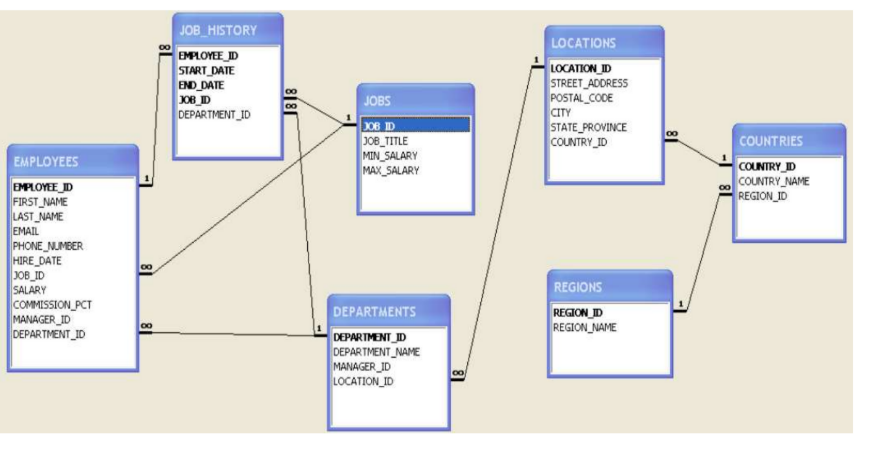 JOB_HISTORY
EMPLOYEE_ID
START_DATE
END_DATE
JOB_ID
DEPARTMENT_ID
∞
∞
∞
JOBS
JOB_ID
JOB_TITLE
MIN_SALARY
MAX_SALARY
1
LOCATIONS
LOCATION_ID
STREET_ADDRESS
POSTAL_CODE
CITY
STATE_PROVINCE
COUNTRY_ID
1
∞
COUNTRIES
COUNTRY_ID
COUNTRY_NAME
REGION_ID
1
∞
EMPLOYEES
EMPLOYEE_ID
FIRST_NAME
LAST_NAME
EMAIL
PHONE_NUMBER
HIRE_DATE
JOB_ID
SALARY
COMMISSION_PCT
MANAGER_ID
DEPARTMENT_ID
1
∞
∞
DEPARTMENTS
DEPARTMENT_ID
DEPARTMENT_NAME
MANAGER_ID
LOCATION_ID
1
∞
REGIONS
REGION_ID
REGION_NAME
1